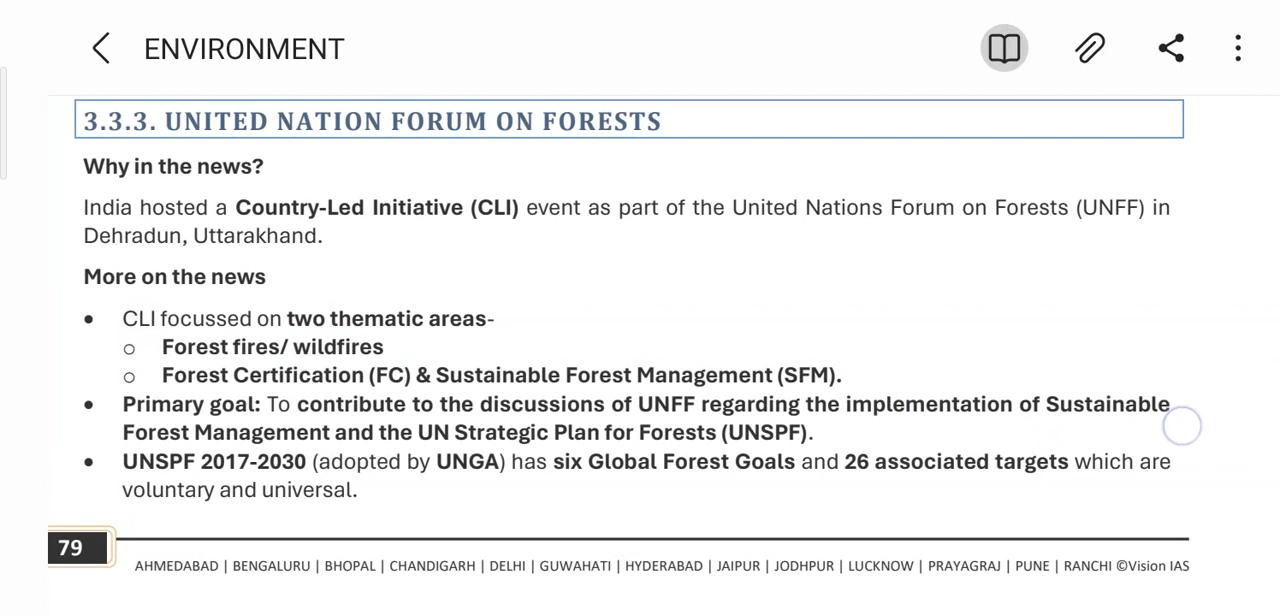 ENVIRONMENT
3.3.3. UNITED NATION FORUM ON FORESTS
Why in the news?
India hosted a Country-Led Initiative (CLI) event as part of the United Nations Forum on Forests (UNFF) in
Dehradun, Uttarakhand.
More on the news
• CLI focussed on two thematic areas-
o Forest fires/ wildfires
o Forest Certification (FC) & Sustainable Forest Management (SFM).
• Primary goal: To contribute to the discussions of UNFF regarding the implementation of Sustainable
Forest Management and the UN Strategic Plan for Forests (UNSPF).
• UNSPF 2017-2030 (adopted by UNGA) has six Global Forest Goals and 26 associated targets which are
voluntary and universal.
79
AHMEDABAD | BENGALURU | BHOPAL | CHANDIGARH | DELHI | GUWAHATI | HYDERABAD | JAIPUR | JODHPUR | LUCKNOW | PRAYAGRAJ | PUNE | RANCHI ©Vision IAS